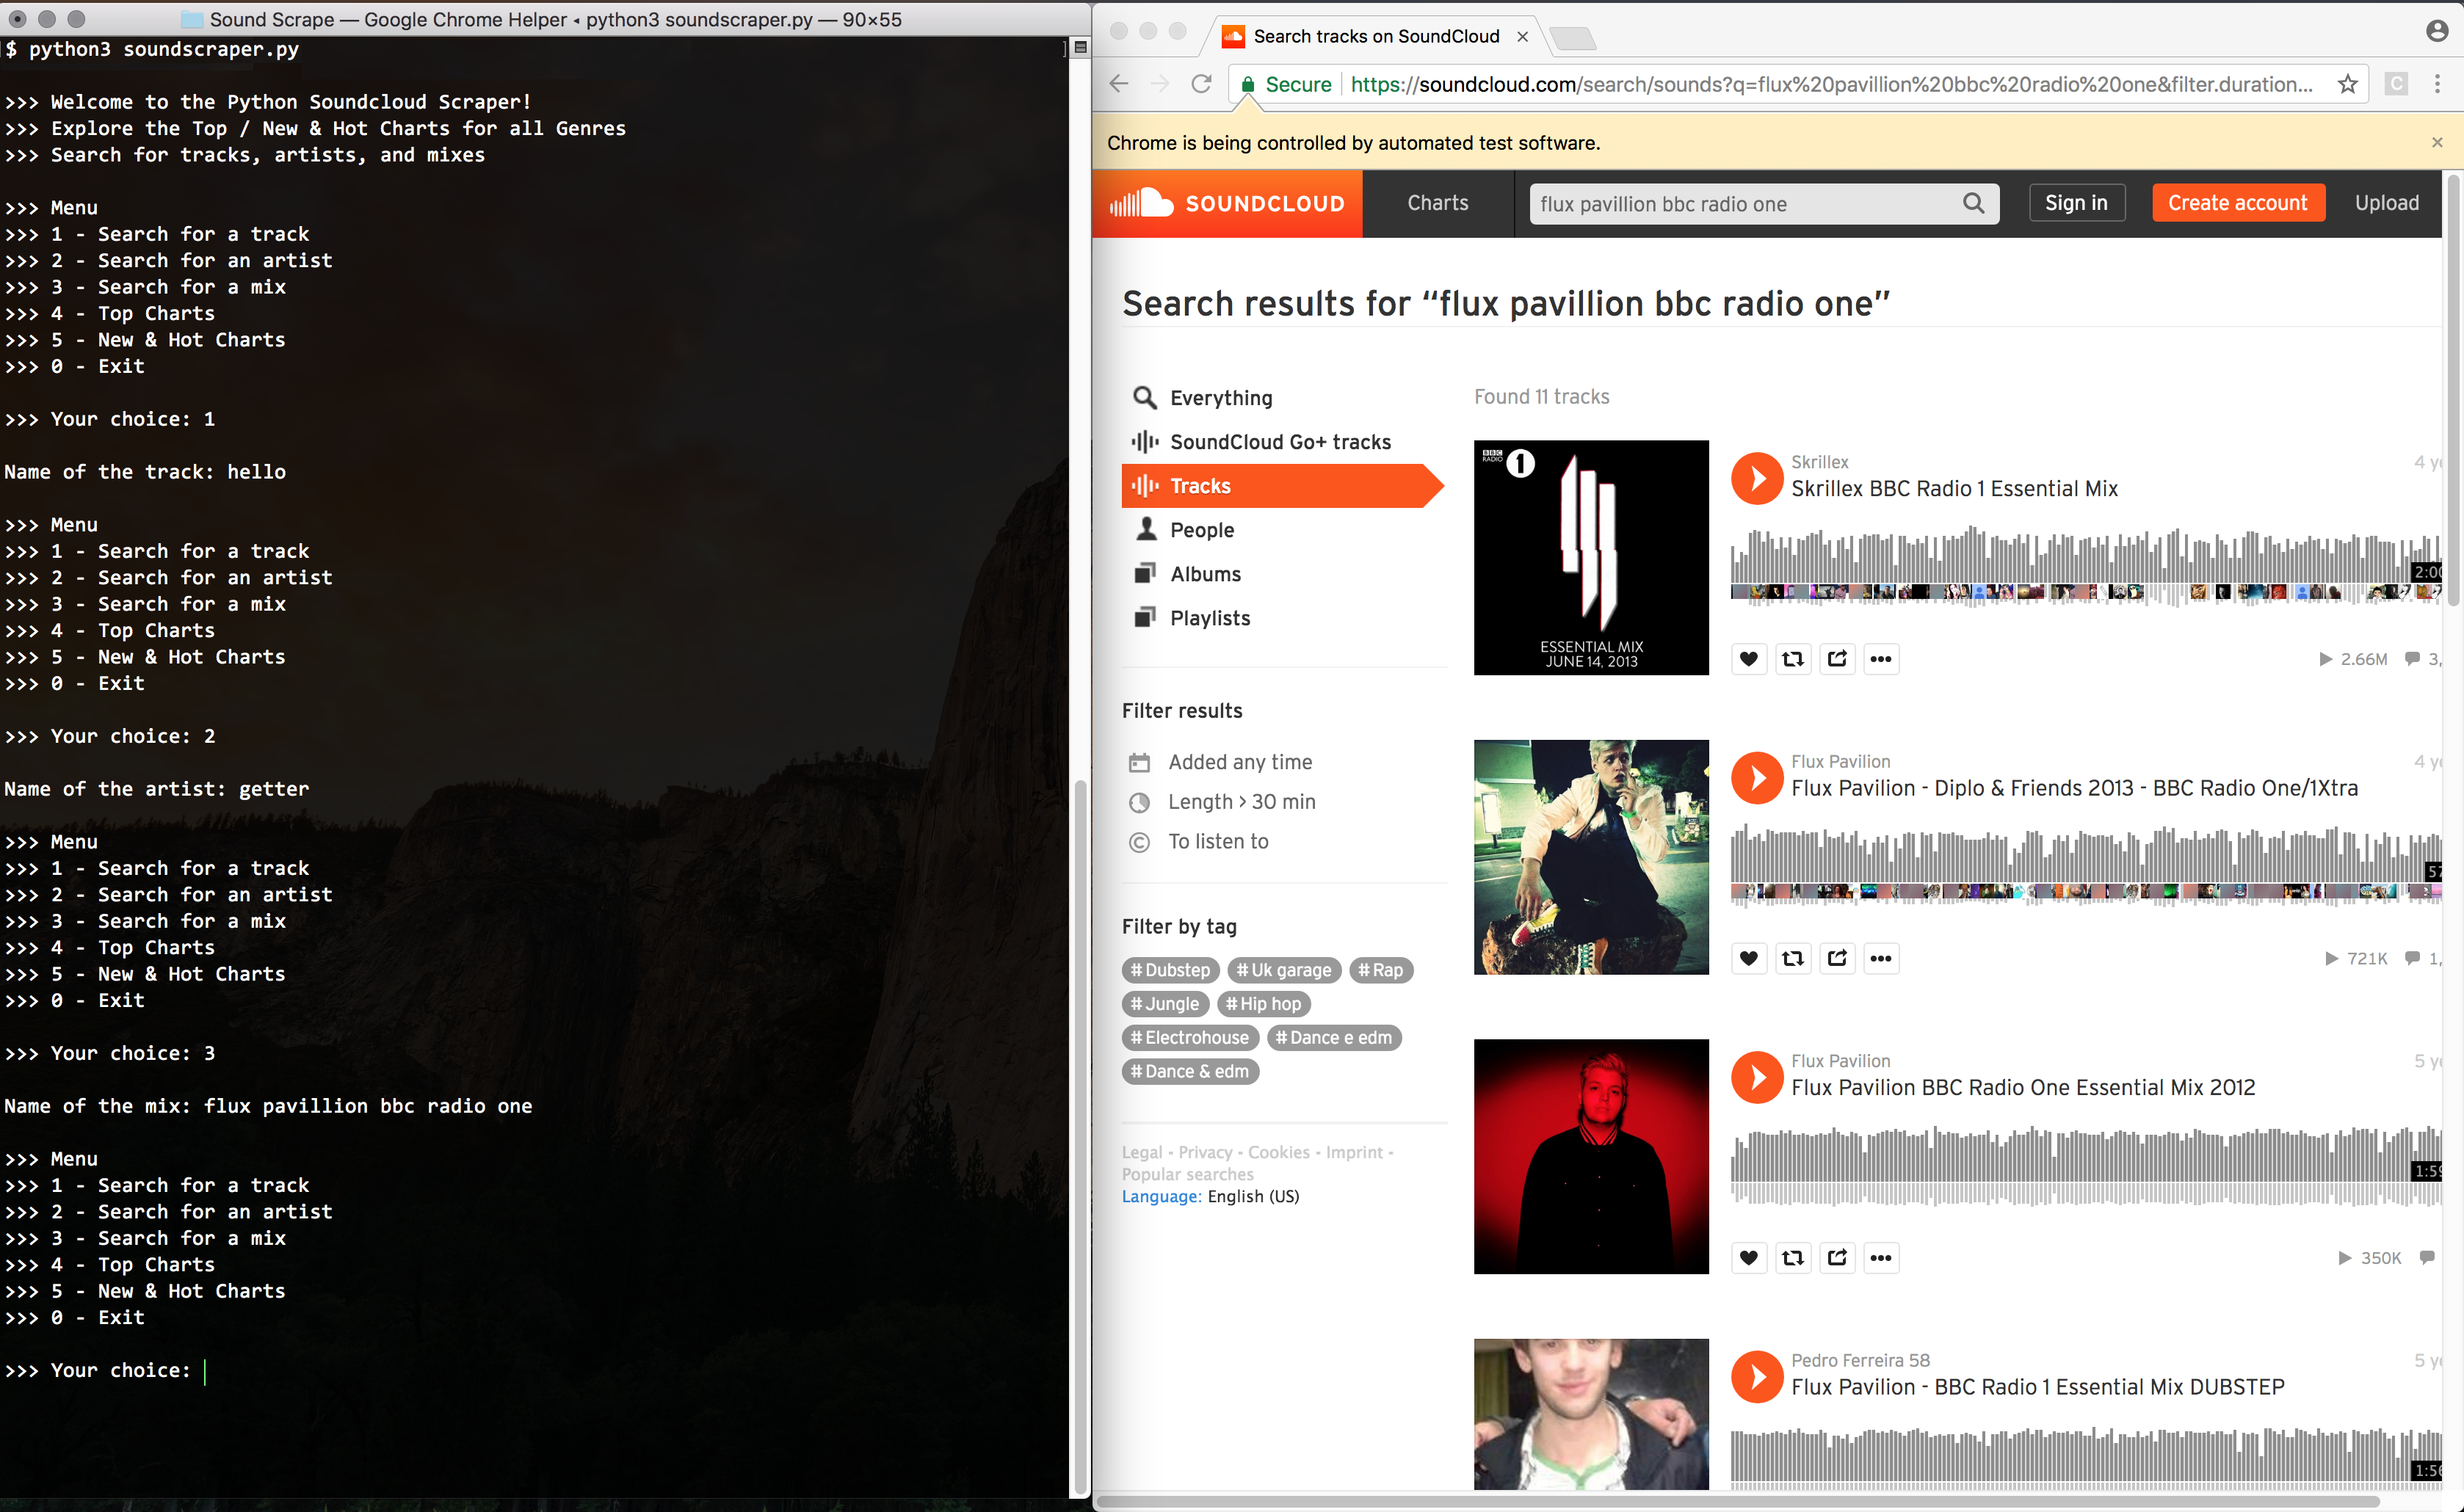 Sound Scrape — Google Chrome Helper ◂ python3 soundscraper.py — 90×55
$ python3 soundscraper.py
>>> Welcome to the Python Soundcloud Scraper!
>>> Explore the Top / New & Hot Charts for all Genres
>>> Search for tracks, artists, and mixes
>>> Menu
>>> 1 - Search for a track
>>> 2 - Search for an artist
>>> 3 - Search for a mix
>>> 4 - Top Charts
>>> 5 - New & Hot Charts
>>> 0 - Exit
>>> Your choice: 1
Name of the track: hello
>>> Menu
>>> 1 - Search for a track
>>> 2 - Search for an artist
>>> 3 - Search for a mix
>>> 4 - Top Charts
>>> 5 - New & Hot Charts
>>> 0 - Exit
>>> Your choice: 2
Name of the artist: getter
>>> Menu
>>> 1 - Search for a track
>>> 2 - Search for an artist
>>> 3 - Search for a mix
>>> 4 - Top Charts
>>> 5 - New & Hot Charts
>>> 0 - Exit
>>> Your choice: 3
Name of the mix: flux pavillion bbc radio one
>>> Menu
>>> 1 - Search for a track
>>> 2 - Search for an artist
>>> 3 - Search for a mix
>>> 4 - Top Charts
>>> 5 - New & Hot Charts
>>> 0 - Exit
>>> Your choice:
Search tracks on SoundCloud
Secure https://soundcloud.com/search/sounds?q=flux%20pavillion%20bbc%20radio%20one&filter.duration...
C
Chrome is being controlled by automated test software.
SOUNDCLOUD Charts flux pavillion bbc radio one Sign in Create account Upload
Search results for “flux pavillion bbc radio one”
Everything
SoundCloud Go+ tracks
Tracks
People
Albums
Playlists
Filter results
Added any time
Length > 30 min
To listen to
Filter by tag
# Dubstep # Uk garage # Rap
# Jungle # Hip hop
# Electrohouse # Dance e edm
# Dance & edm
Legal - Privacy - Cookies - Imprint -
Popular searches
Language: English (US)
Found 11 tracks
BBC RADIO 1
ESSENTIAL MIX
JUNE 14, 2013
Skrillex 4 ye
Skrillex BBC Radio 1 Essential Mix
2:00
2.66M 3,
Flux Pavilion 4 ye
Flux Pavilion - Diplo & Friends 2013 - BBC Radio One/1Xtra
57
721K 1,
Flux Pavilion 5 ye
Flux Pavilion BBC Radio One Essential Mix 2012
1:59
350K
Pedro Ferreira 58 5 ye
Flux Pavilion - BBC Radio 1 Essential Mix DUBSTEP
1:56